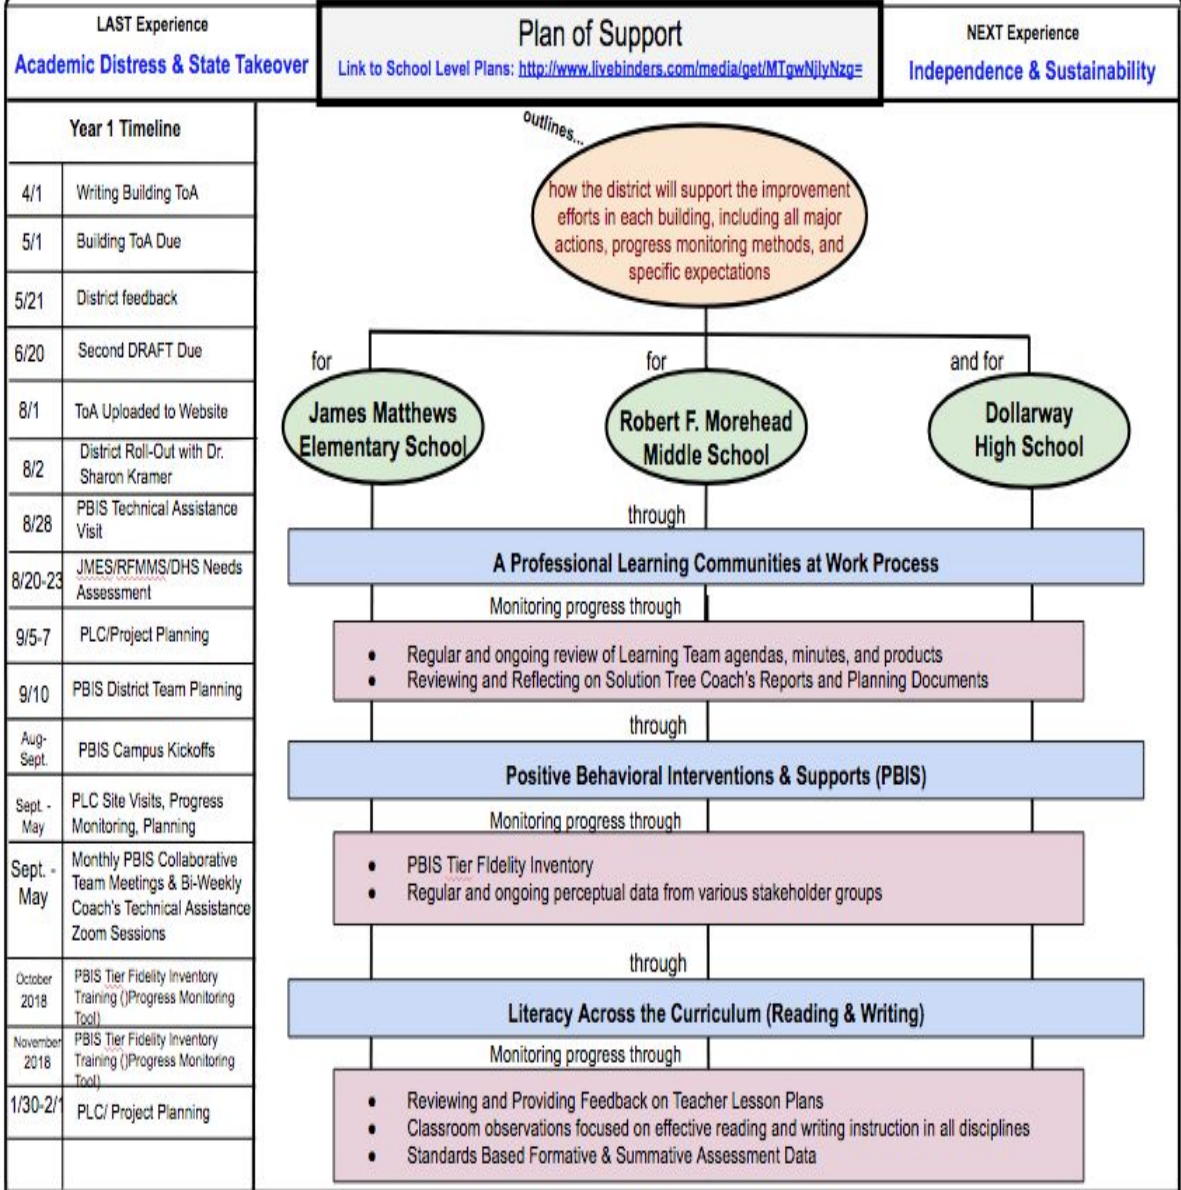 LAST Experience
Academic Distress & State Takeover
Plan of Support
Link to School Level Plans: http://www.livebinders.com/media/get/MTgwNjIyNzg=
NEXT Experience
Independence & Sustainability
Year 1 Timeline
4/1 Writing Building ToA
5/1 Building ToA Due
5/21 District feedback
6/20 Second DRAFT Due
8/1 ToA Uploaded to Website
8/2 District Roll-Out with Dr.
Sharon Kramer
8/28 PBIS Technical Assistance
Visit
8/20-23 JMES/RFMMS/DHS Needs
Assessment
9/5-7 PLC/Project Planning
9/10 PBIS District Team Planning
Aug-
Sept.
PBIS Campus Kickoffs
Sept. -
May
PLC Site Visits, Progress
Monitoring, Planning
Sept. -
May
Monthly PBIS Collaborative
Team Meetings & Bi-Weekly
Coach's Technical Assistance
Zoom Sessions
October
2018
PBIS Tier Fidelity Inventory
Training ()Progress Monitoring
Tool)
November
2018
PBIS Tier Fidelity Inventory
Training ()Progress Monitoring
Tool)
1/30-2/1 PLC/ Project Planning
outlines...
how the district will support the improvement
efforts in each building, including all major
actions, progress monitoring methods, and
specific expectations
for
James Matthews
Elementary School
for
Robert F. Morehead
Middle School
and for
Dollarway
High School
through
A Professional Learning Communities at Work Process
Monitoring progress through
● Regular and ongoing review of Learning Team agendas, minutes, and products
● Reviewing and Reflecting on Solution Tree Coach's Reports and Planning Documents
through
Positive Behavioral Interventions & Supports (PBIS)
Monitoring progress through
● PBIS Tier FIdelity Inventory
● Regular and ongoing perceptual data from various stakeholder groups
through
Literacy Across the Curriculum (Reading & Writing)
Monitoring progress through
● Reviewing and Providing Feedback on Teacher Lesson Plans
● Classroom observations focused on effective reading and writing instruction in all disciplines
● Standards Based Formative & Summative Assessment Data